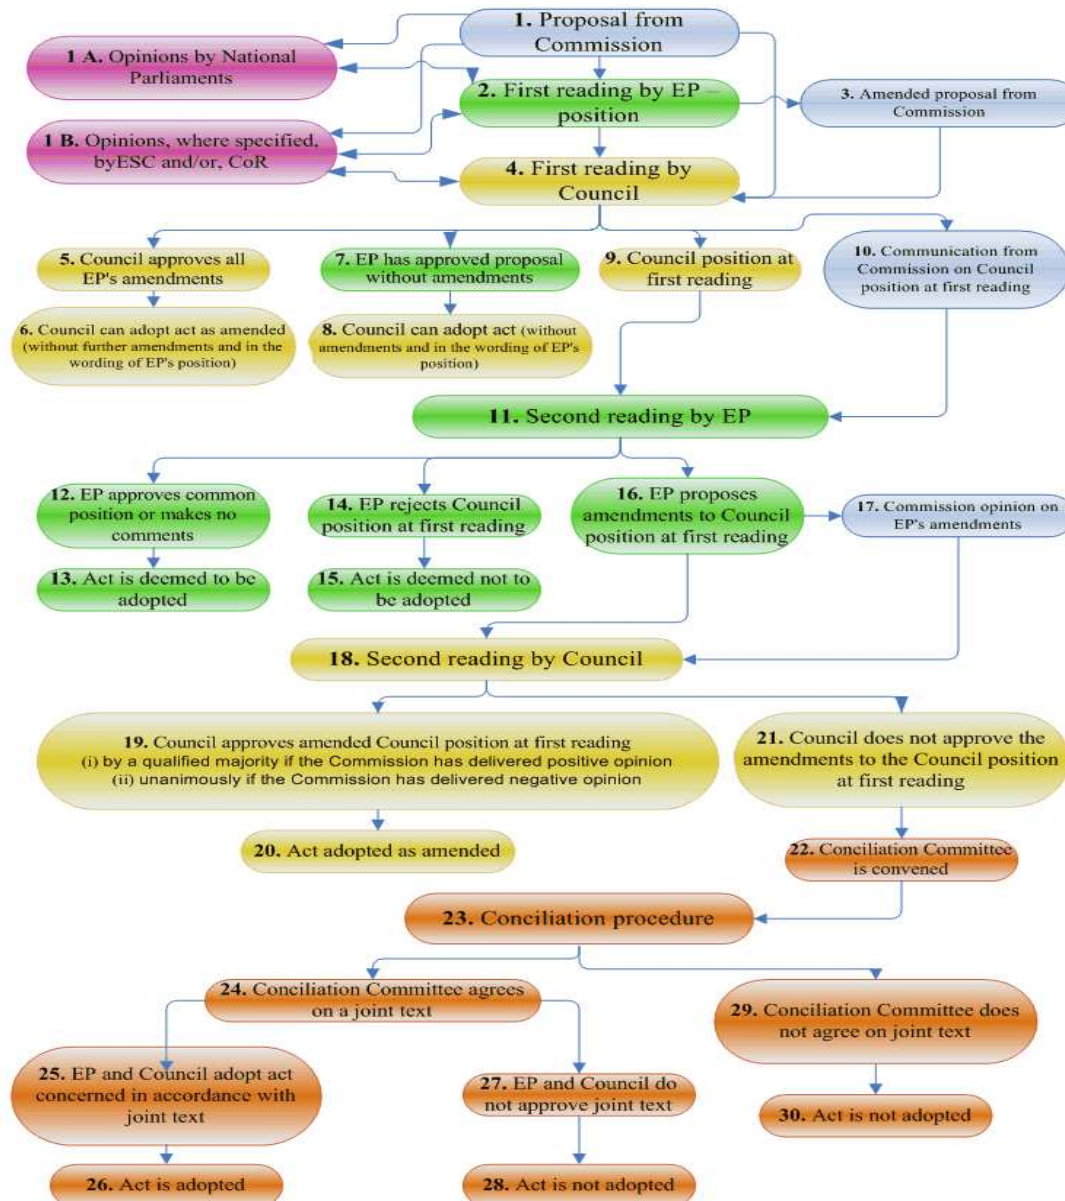 1. Proposal from
Commission
1 A. Opinions by National
Parliaments
2. First reading by EP –
position
3. Amended proposal from
Commission
1 B. Opinions, where specified,
byESC and/or, CoR
4. First reading by
Council
5. Council approves all
EP's amendments
7. EP has approved proposal
without amendments
9. Council position at
first reading
10. Communication from
Commission on Council
position at first reading
6. Council can adopt act as amended
(without further amendments and in the
wording of EP's position)
8. Council can adopt act (without
amendments and in the wording of EP's
position)
11. Second reading by EP
12. EP approves common
position or makes no
comments
14. EP rejects Council
position at first reading
16. EP proposes
amendments to Council
position at first reading
17. Commission opinion on
EP's amendments
13. Act is deemed to be
adopted
15. Act is deemed not to
be adopted
18. Second reading by Council
19. Council approves amended Council position at first reading
(i) by a qualified majority if the Commission has delivered positive opinion
(ii) unanimously if the Commission has delivered negative opinion
21. Council does not approve the
amendments to the Council position
at first reading
20. Act adopted as amended
22. Conciliation Committee
is convened
23. Conciliation procedure
24. Conciliation Committee agrees
on a joint text
29. Conciliation Committee does
not agree on joint text
25. EP and Council adopt act
concerned in accordance with
joint text
27. EP and Council do
not approve joint text
30. Act is not adopted
26. Act is adopted
28. Act is not adopted